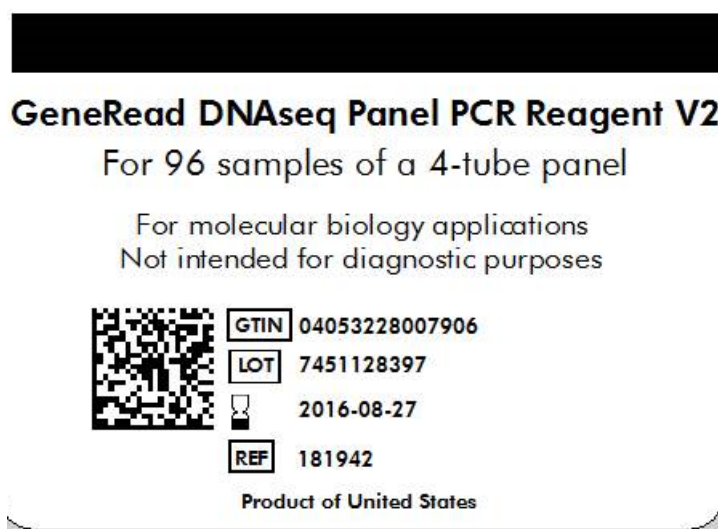 GeneRead DNAseq Panel PCR Reagent V2
For 96 samples of a 4-tube panel
For molecular biology applications
Not intended for diagnostic purposes
GTIN 04053228007906
LOT 7451128397
2016-08-27
REF 181942
Product of United States